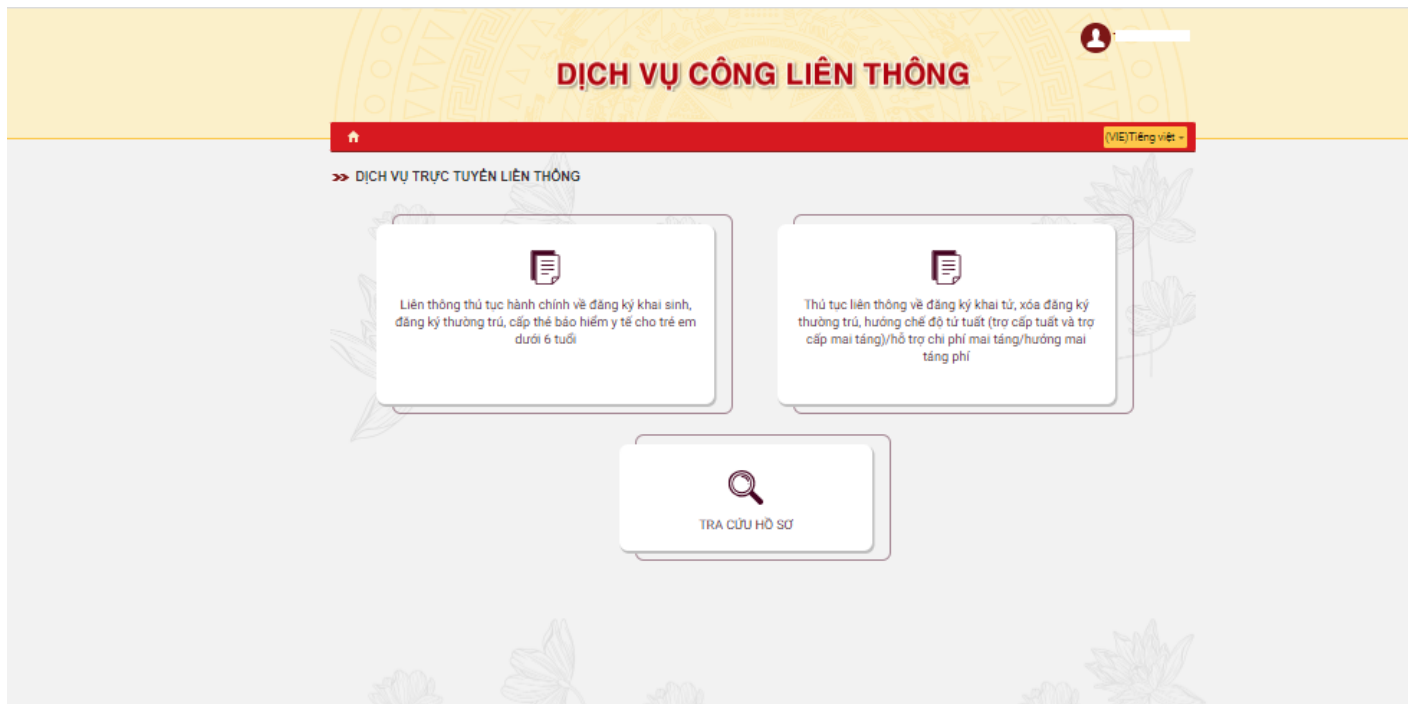 DỊCH VỤ CÔNG LIÊN THÔNG
(VIE)Tiếng việt
DỊCH VỤ TRỰC TUYẾN LIÊN THÔNG
Liên thông thủ tục hành chính về đăng ký khai sinh,
đăng ký thường trú, cấp thẻ bảo hiểm y tế cho trẻ em
dưới 6 tuổi
Thủ tục liên thông về đăng ký khai tử, xóa đăng ký
thường trú, hưởng chế độ tử tuất (trợ cấp tuất và trợ
cấp mai táng)/hỗ trợ chi phí mai táng/hưởng mai
táng phí
TRA CỨU HỒ SƠ